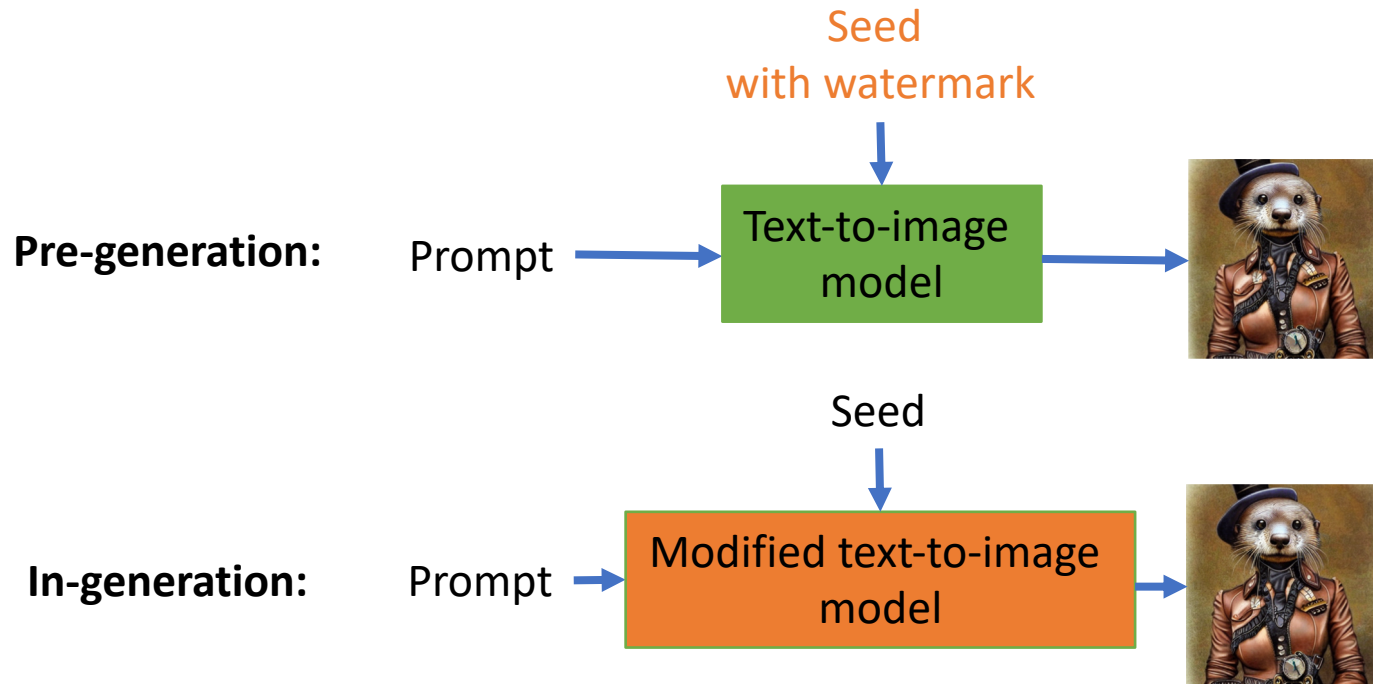 Seed
with watermark
Pre-generation:
Prompt
Text-to-image
model
Seed
In-generation:
Prompt
Modified text-to-image
model